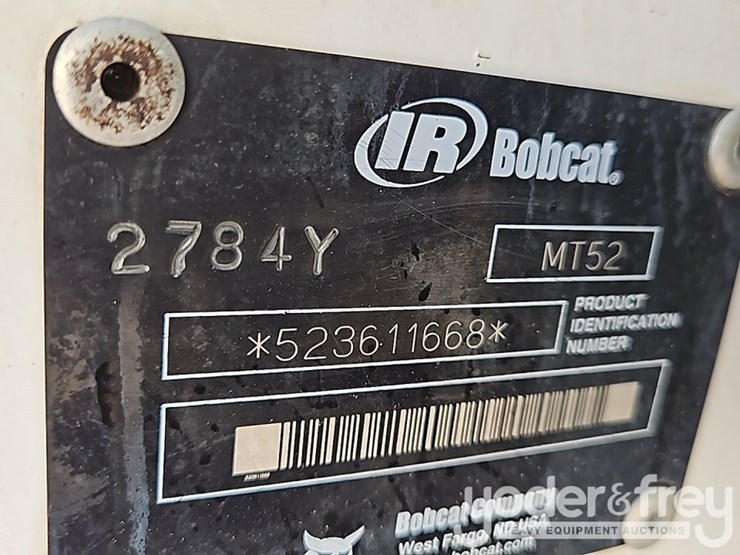 IR Bobcat®
2784Y
MT52
*523611668*
PRODUCT
IDENTIFICATION
NUMBER
Bobcat Company
West Fargo, ND USA
bobcat.com
yoder&frey
HEAVY EQUIPMENT AUCTIONS